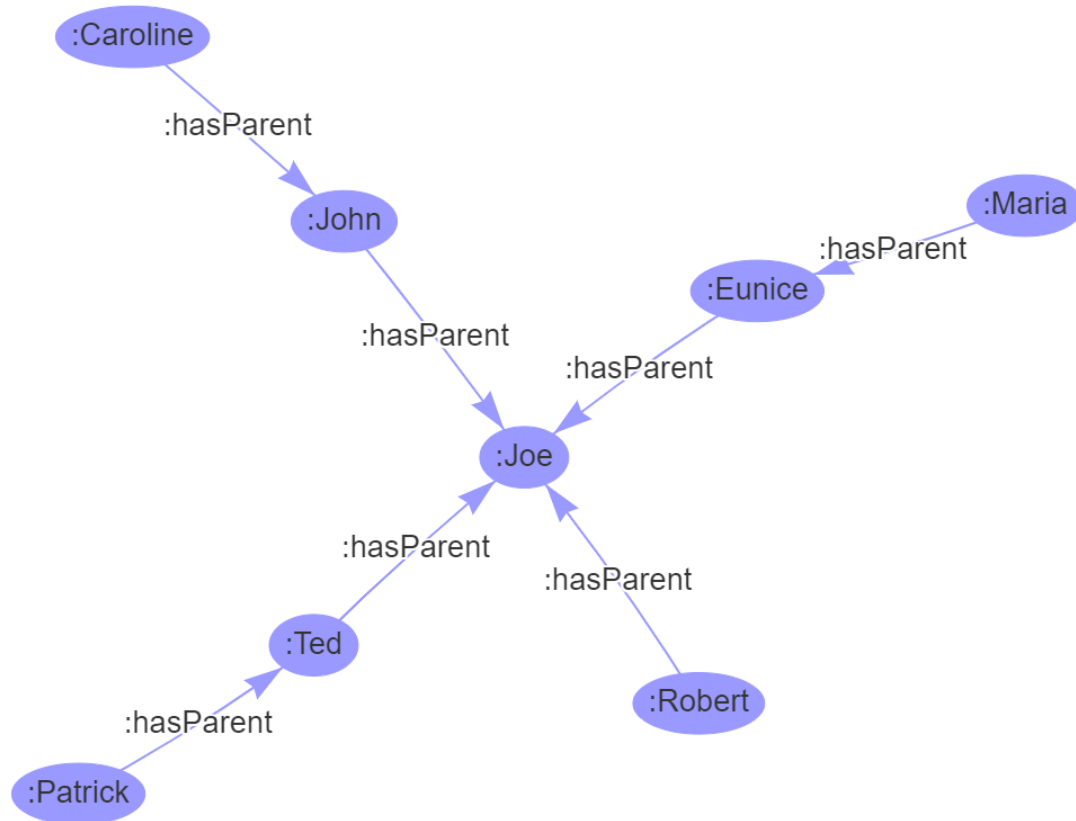 :Caroline
:hasParent
:John
:Maria
:hasParent
:Eunice
:hasParent
:hasParent
:Joe
:hasParent
:hasParent
:Ted
:Robert
:hasParent
:Patrick